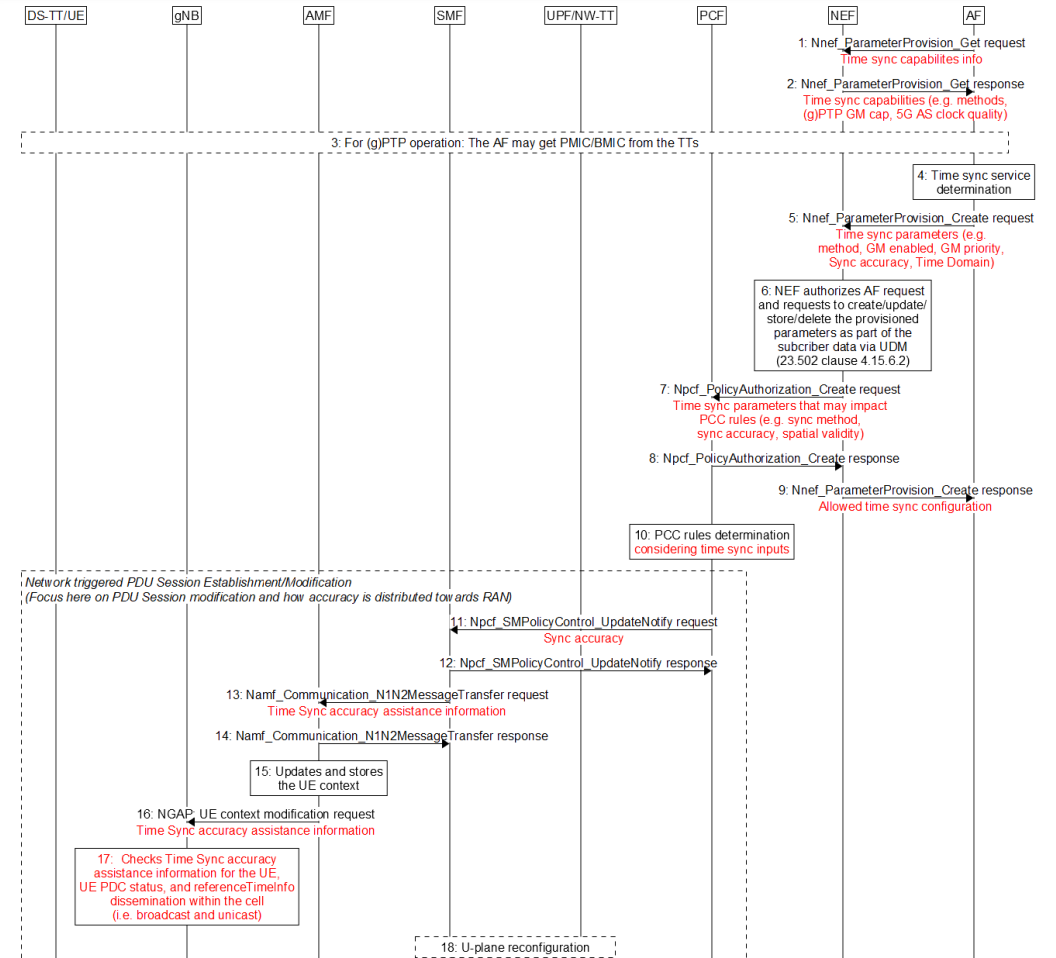 DS-TT/UE gNB AMF SMF UPF/NW-TT PCF NEF AF
1: Nnef_ParameterProvision_Get request
Time sync capabilites info
2: Nnef_ParameterProvision_Get response
Time sync capabilities (e.g. methods,
(g)PTP GM cap, 5G AS clock quality)
3: For (g)PTP operation: The AF may get PMIC/BMIC from the TTs
4: Time sync service
determination
5: Nnef_ParameterProvision_Create request
Time sync parameters (e.g.
method, GM enabled, GM priority,
Sync accuracy, Time Domain)
6: NEF authorizes AF request
and requests to create/update/
store/delete the provisioned
parameters as part of the
subcriber data via UDM
(23.502 clause 4.15.6.2)
7: Npcf_PolicyAuthorization_Create request
Time sync parameters that may impact
PCC rules (e.g. sync method,
sync accuracy, spatial validity)
8: Npcf_PolicyAuthorization_Create response
9: Nnef_ParameterProvision_Create response
Allowed time sync configuration
10: PCC rules determination
considering time sync inputs
Network triggered PDU Session Establishment/Modification
(Focus here on PDU Session modification and how accuracy is distributed towards RAN)
11: Npcf_SMPolicyControl_UpdateNotify request
Sync accuracy
12: Npcf_SMPolicyControl_UpdateNotify response
13: Namf_Communication_N1N2MessageTransfer request
Time Sync accuracy assistance information
14: Namf_Communication_N1N2MessageTransfer response
15: Updates and stores
the UE context
16: NGAP: UE context modification request
Time Sync accuracy assistance information
17: Checks Time Sync accuracy
assistance information for the UE,
UE PDC status, and referenceTimeInfo
dissemination within the cell
(i.e. broadcast and unicast)
18: U-plane reconfiguration